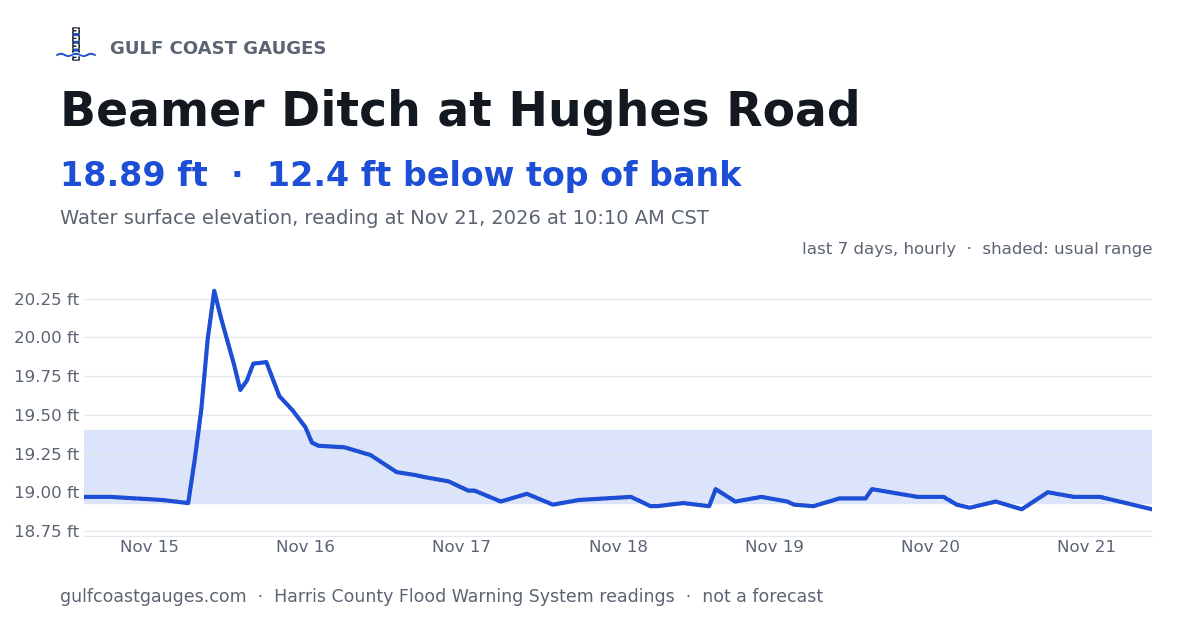 GULF COAST GAUGES
Beamer Ditch at Hughes Road
18.89 ft · 12.4 ft below top of bank
Water surface elevation, reading at Nov 21, 2026 at 10:10 AM CST
last 7 days, hourly · shaded: usual range
20.25 ft
20.00 ft
19.75 ft
19.50 ft
19.25 ft
19.00 ft
18.75 ft
Nov 15 Nov 16 Nov 17 Nov 18 Nov 19 Nov 20 Nov 21
gulfcoastgauges.com · Harris County Flood Warning System readings · not a forecast